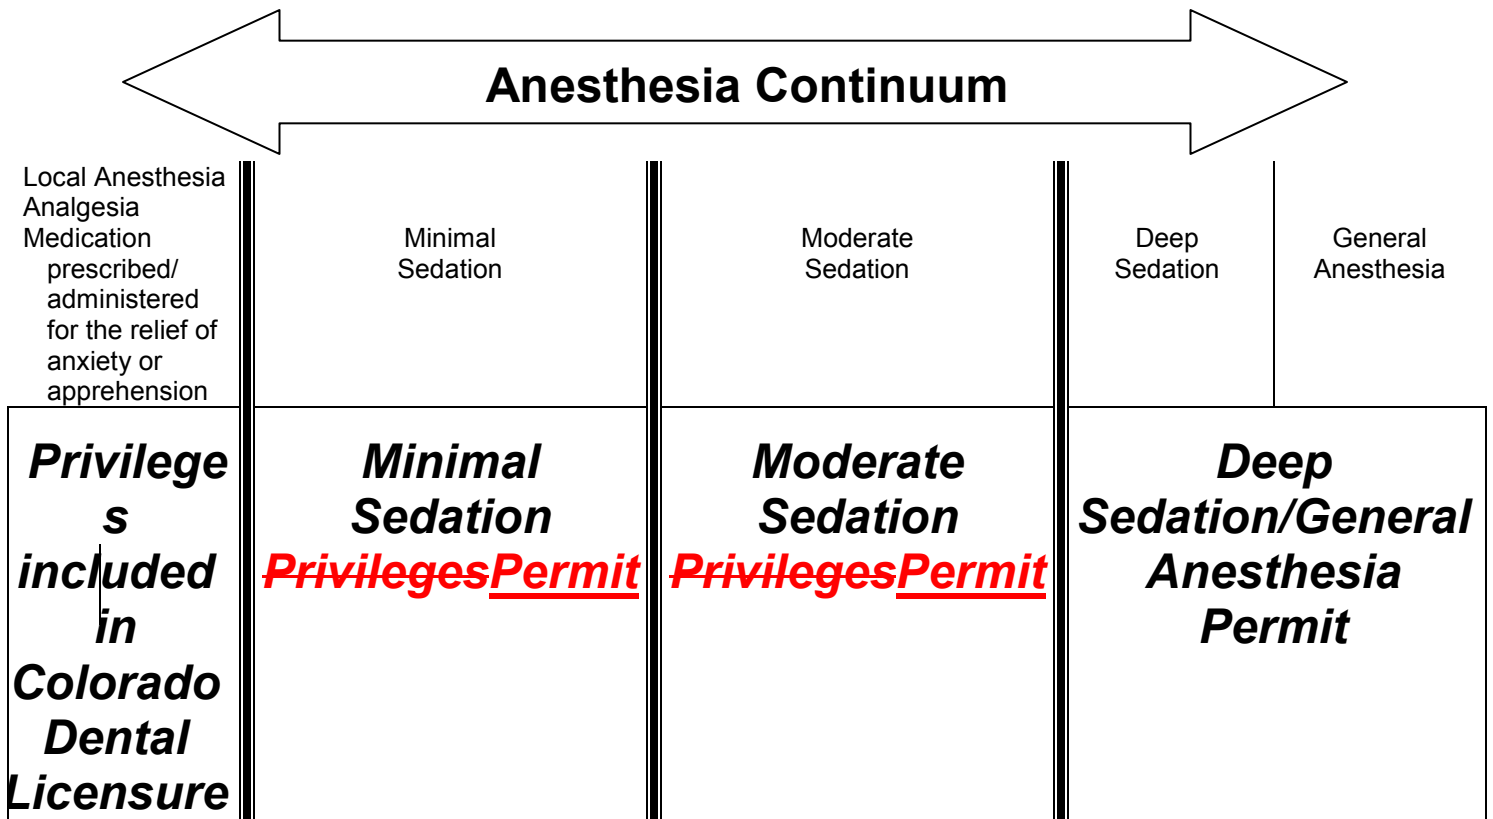 Anesthesia Continuum
Local Anesthesia
Analgesia
Medication
prescribed/
administered
for the relief of
anxiety or
apprehension
Minimal
Sedation
Moderate
Sedation
Deep
Sedation
General
Anesthesia
Privilege
s
included
in
Colorado
Dental
Licensure
Minimal
Sedation
PrivilegesPermit
Moderate
Sedation
PrivilegesPermit
Deep
Sedation/General
Anesthesia
Permit